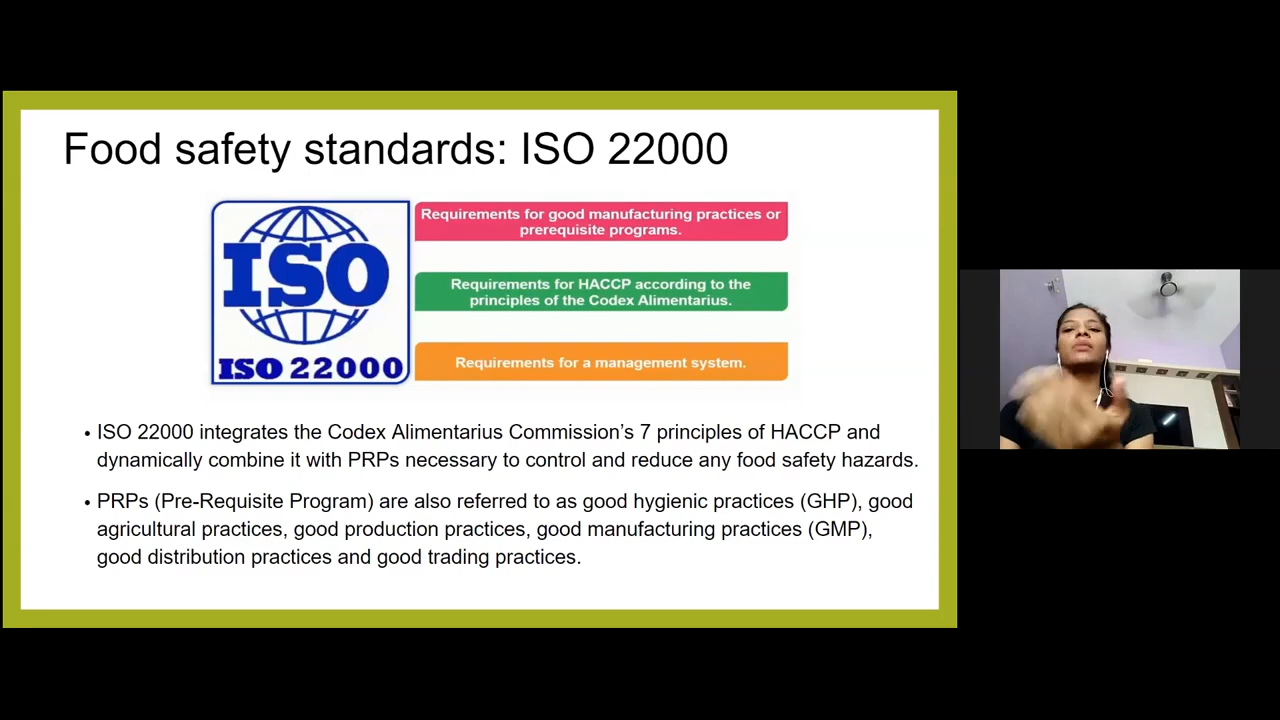 Food safety standards: ISO 22000
ISO
ISO 22000
Requirements for good manufacturing practices or
prerequisite programs.
Requirements for HACCP according to the
principles of the Codex Alimentarius.
Requirements for a management system.
• ISO 22000 integrates the Codex Alimentarius Commission’s 7 principles of HACCP and
dynamically combine it with PRPs necessary to control and reduce any food safety hazards.
• PRPs (Pre-Requisite Program) are also referred to as good hygienic practices (GHP), good
agricultural practices, good production practices, good manufacturing practices (GMP),
good distribution practices and good trading practices.